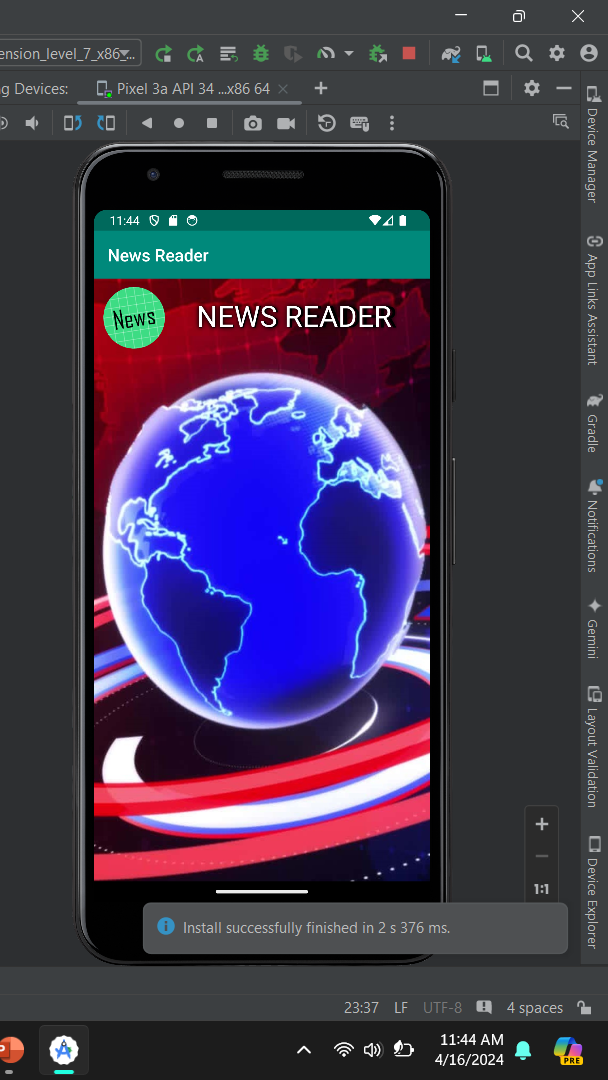 ension_level_7_x86_...
ng Devices:
Pixel 3a API 34 ...x86 64
11:44
News Reader
News
NEWS READER
1:1
Install successfully finished in 2 s 376 ms.
Device Manager
App Links Assistant
Gradle
Notifications
Gemini
Layout Validation
Device Explorer
23:37
LF
UTF-8
4 spaces
11:44 AM
4/16/2024
PRE